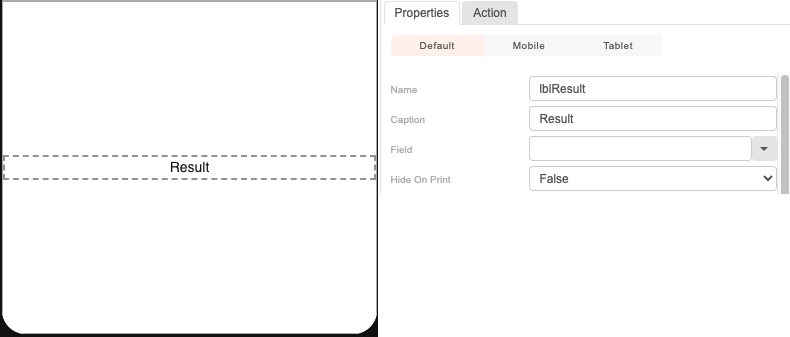 Properties Action
Default Mobile Tablet
Name lblResult
Caption Result
Field
Hide On Print False
Result